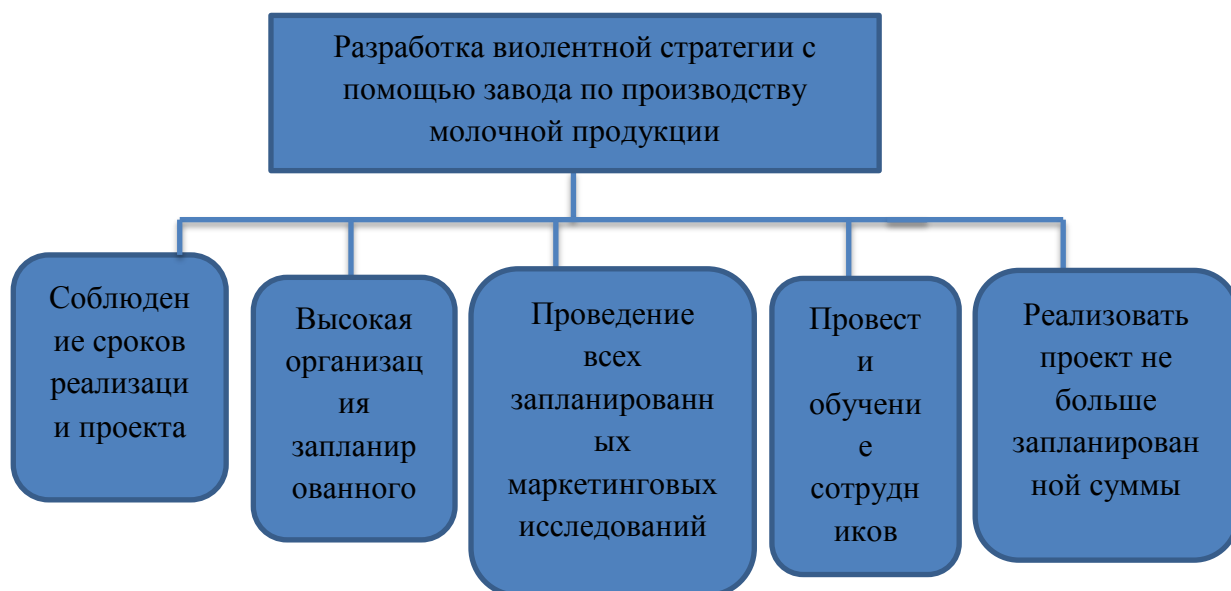 Разработка виолентной стратегии с
помощью завода по производству
молочной продукции
Соблюден
ие сроков
реализаци
и проекта
Высокая
организац
ия
запланир
ованного
Проведение
всех
запланированн
ых
маркетинговых
исследований
Провест
и
обучени
е
сотрудн
иков
Реализовать
проект не
больше
запланирован
ной суммы